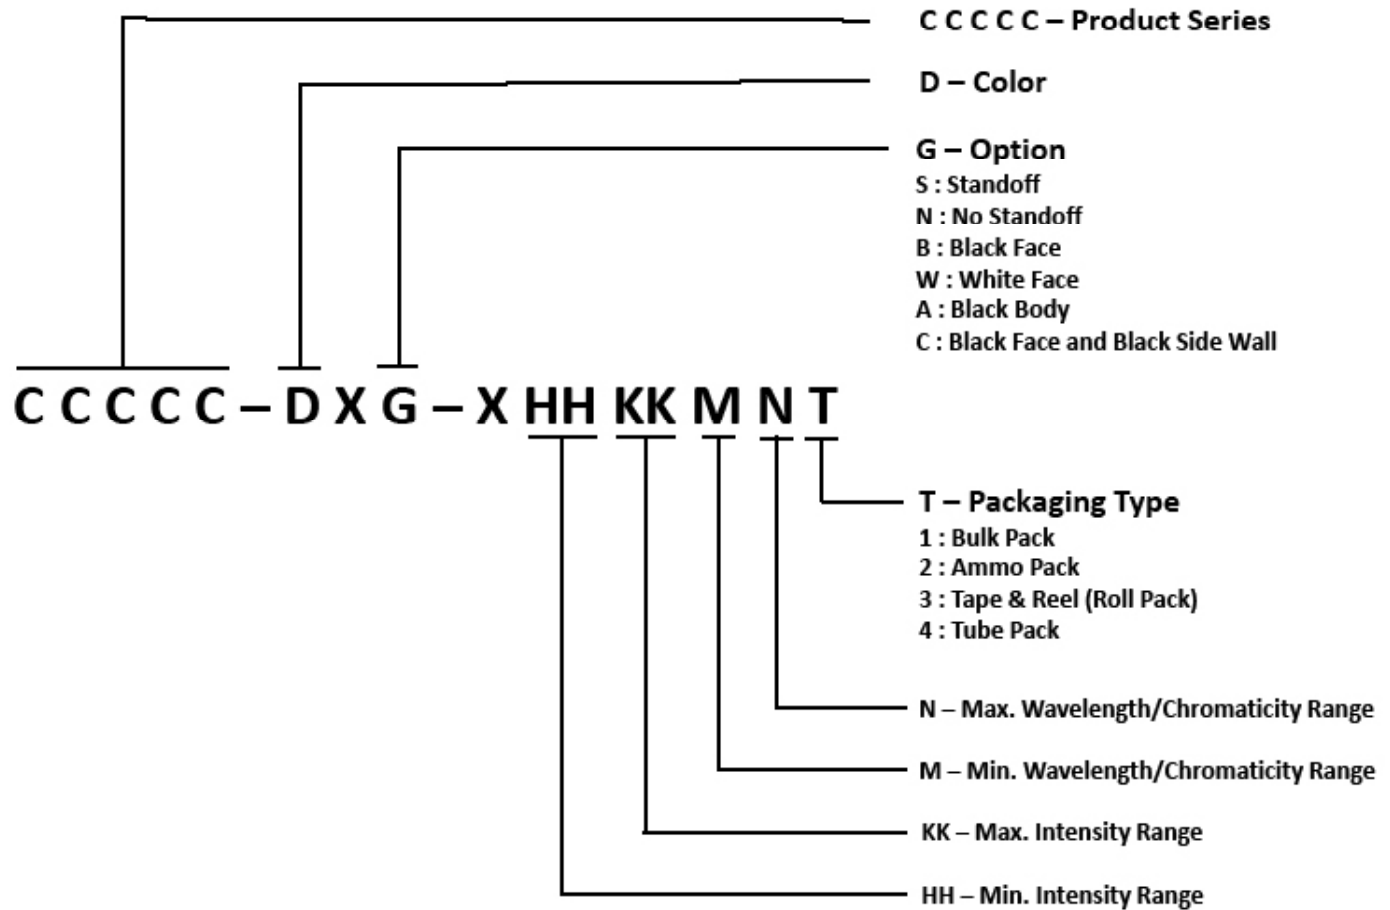 C C C C C – Product Series
D – Color
G – Option
S : Standoff
N : No Standoff
B : Black Face
W : White Face
A : Black Body
C : Black Face and Black Side Wall
C C C C C – D X G – X HH KK M N T
T – Packaging Type
1 : Bulk Pack
2 : Ammo Pack
3 : Tape & Reel (Roll Pack)
4 : Tube Pack
N – Max. Wavelength/Chromaticity Range
M – Min. Wavelength/Chromaticity Range
KK – Max. Intensity Range
HH – Min. Intensity Range